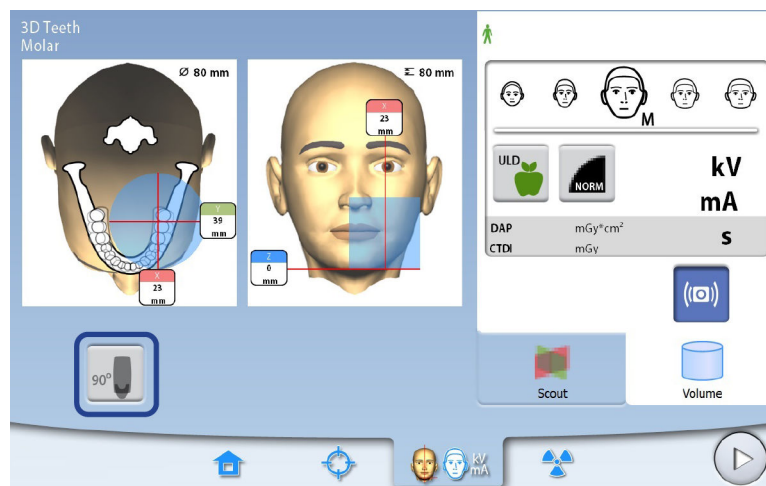 3D Teeth
Molar
Ø 80 mm
80 mm
X
23
mm
Y
39
mm
X
23
mm
Z
0
mm
M
ULD
NORM
kV
mA
DAP mGy*cm²
CTDI mGy
s
90°
Scout
Volume
kV
mA